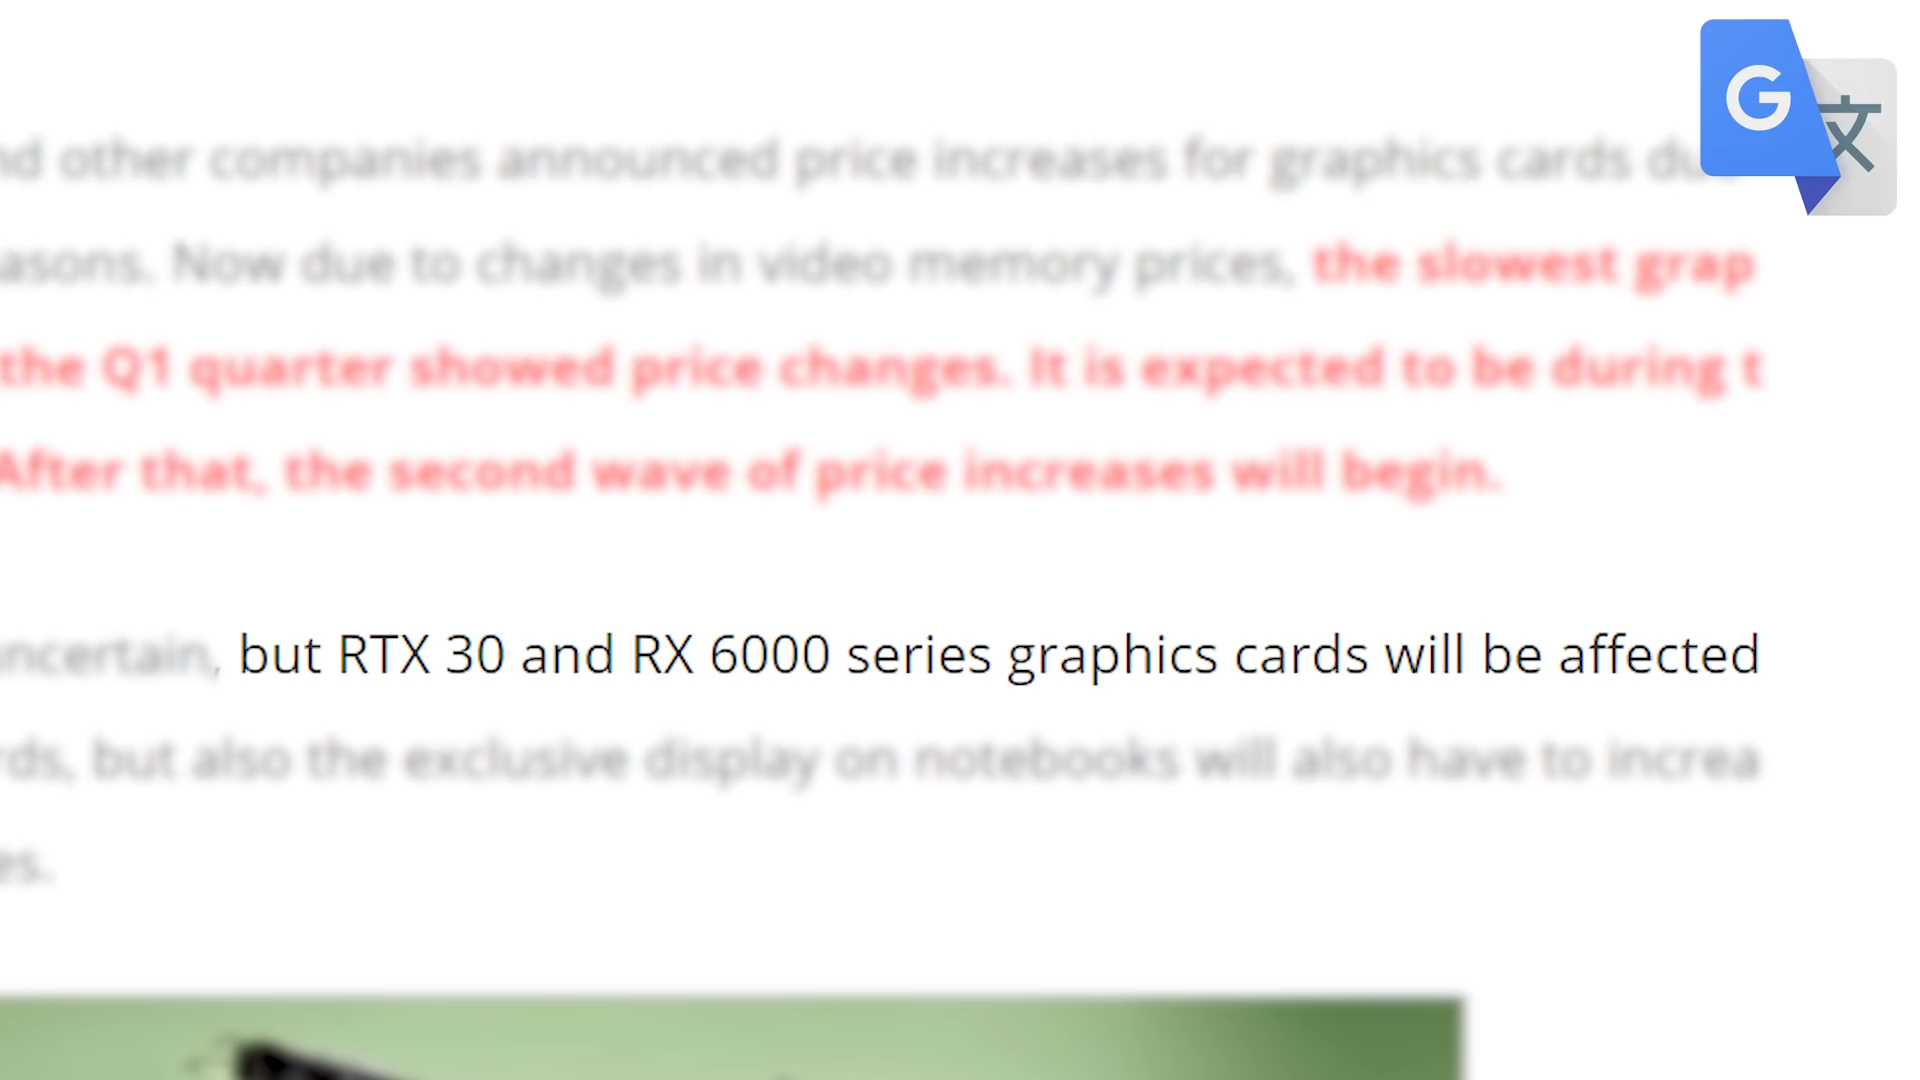 nd other companies announced price increases for graphics cards du
asons. Now due to changes in video memory prices, the slowest grap
the Q1 quarter showed price changes. It is expected to be during t
After that, the second wave of price increases will begin.
ncertain, but RTX 30 and RX 6000 series graphics cards will be affected
rds, but also the exclusive display on notebooks will also have to increa
es.
G 文